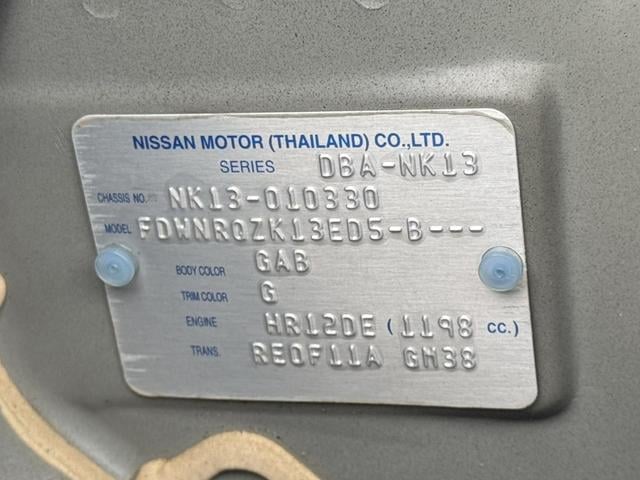 NISSAN MOTOR (THAILAND) CO.,LTD.
SERIES DBA-NK13
CHASSIS NO. NK13-010330
MODEL FDWNRQZK13ED5-B---
BODY COLOR GAB
TRIM COLOR G
ENGINE HR12DE (1198 CC.)
TRANS. RE0F11A GH38